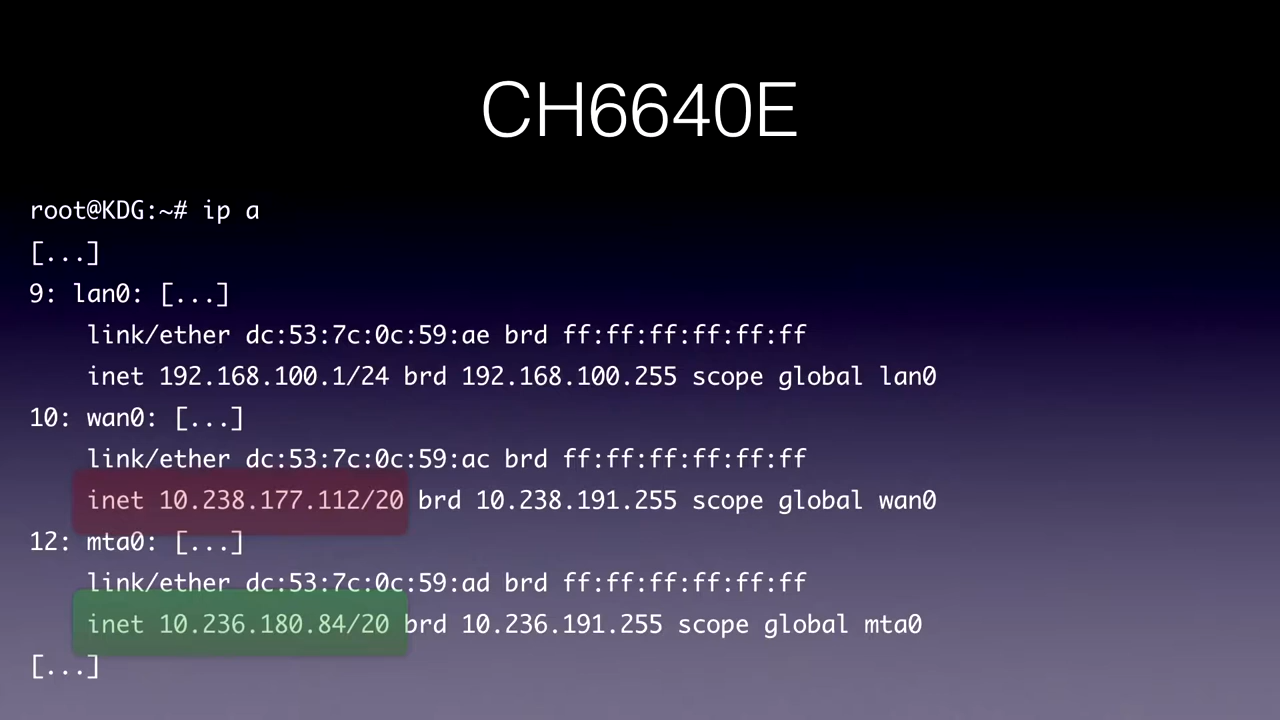 CH6640E
root@KDG:~# ip a
[...]
9: lan0: [...]
link/ether dc:53:7c:0c:59:ae brd ff:ff:ff:ff:ff:ff
inet 192.168.100.1/24 brd 192.168.100.255 scope global lan0
10: wan0: [...]
link/ether dc:53:7c:0c:59:ac brd ff:ff:ff:ff:ff:ff
inet 10.238.177.112/20 brd 10.238.191.255 scope global wan0
12: mta0: [...]
link/ether dc:53:7c:0c:59:ad brd ff:ff:ff:ff:ff:ff
inet 10.236.180.84/20 brd 10.236.191.255 scope global mta0
[...]